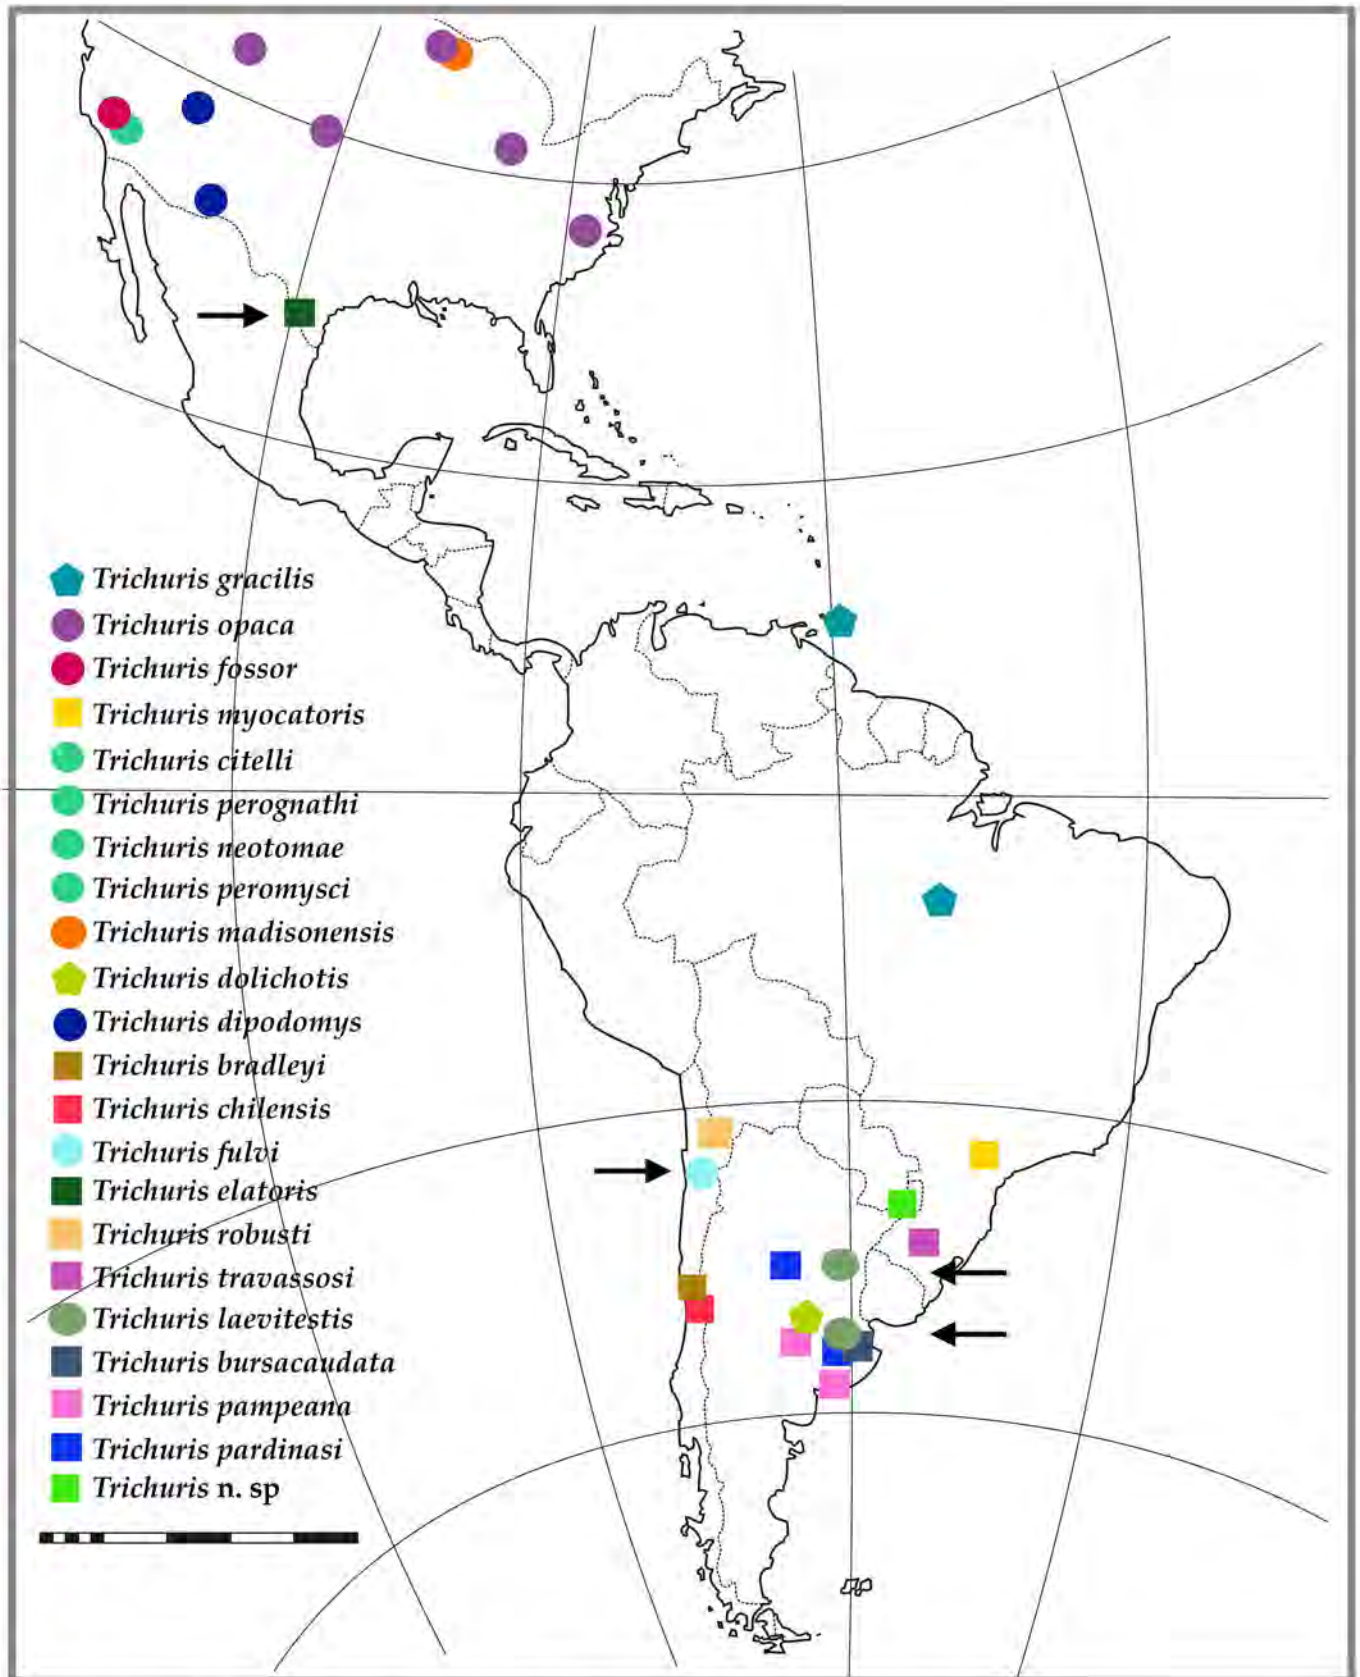 Trichuris gracilis
Trichuris opaca
Trichuris fossor
Trichuris myocatoris
Trichuris citelli
Trichuris perognathi
Trichuris neotomae
Trichuris peromysci
Trichuris madisonensis
Trichuris dolichotis
Trichuris dipodomys
Trichuris bradleyi
Trichuris chilensis
Trichuris fulvi
Trichuris elatoris
Trichuris robusti
Trichuris travassosi
Trichuris laevitestis
Trichuris bursacaudata
Trichuris pampeana
Trichuris pardinasi
Trichuris n. sp